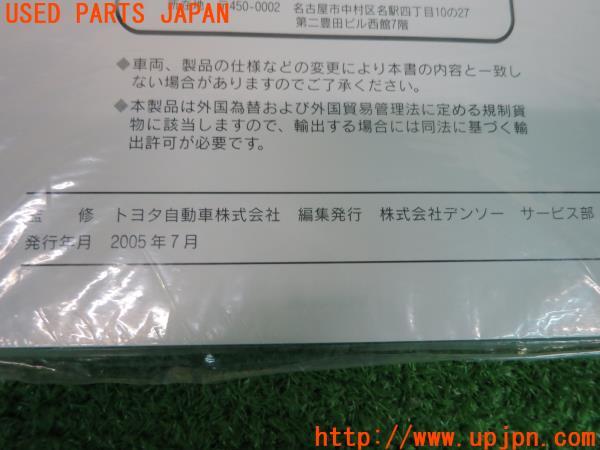 USED PARTS JAPAN
所在地 〒450-0002 名古屋市中村区名駅四丁目10の27
第二豊田ビル西館7階
◆車両、製品の仕様などの変更により本書の内容と一致し
ない場合がありますのでご了承ください。
◆本製品は外国為替および外国貿易管理法に定める規制貨
物に該当しますので、輸出する場合には同法に基づく輸
出許可が必要です。
監 修 トヨタ自動車株式会社 編集発行 株式会社デンソー サービス部
発行年月 2005年7月
http://www.upjpn.com/